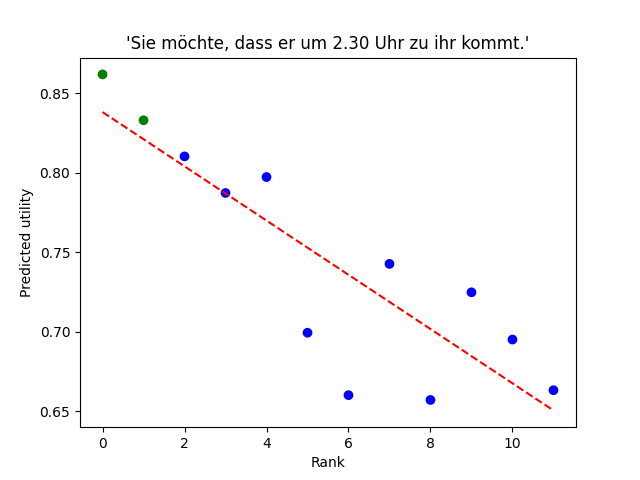 'Sie möchte, dass er um 2.30 Uhr zu ihr kommt.'
Predicted utility
0.85
0.80
0.75
0.70
0.65
0 2 4 6 8 10
Rank